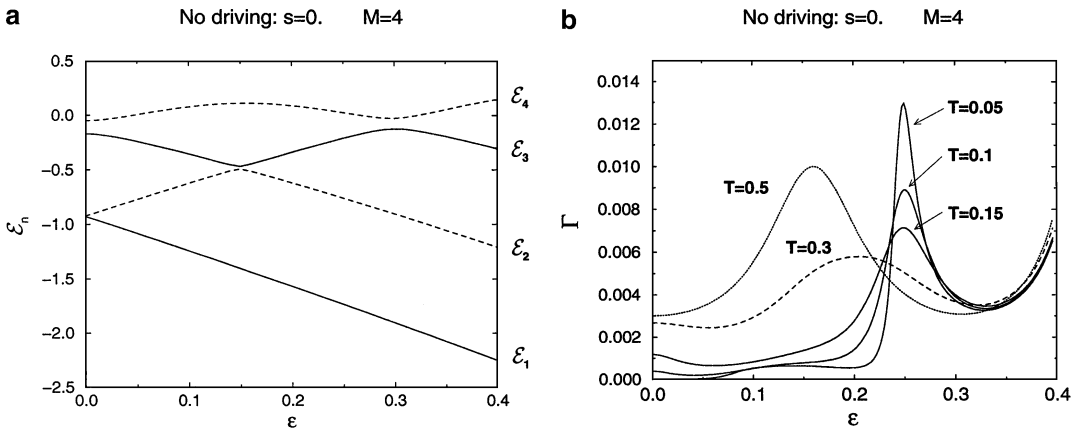 a
No driving: s=0. M=4
0.5
0.0
−0.5
−1.0
−1.5
−2.0
−2.5
ℰn
ℰ4
ℰ3
ℰ2
ℰ1
0.0 0.1 0.2 0.3 0.4
ε
b
No driving: s=0. M=4
0.014
0.012
0.010
0.008
0.006
0.004
0.002
0.000
Γ
T=0.05
T=0.1
T=0.5
T=0.15
T=0.3
0.0 0.1 0.2 0.3 0.4
ε